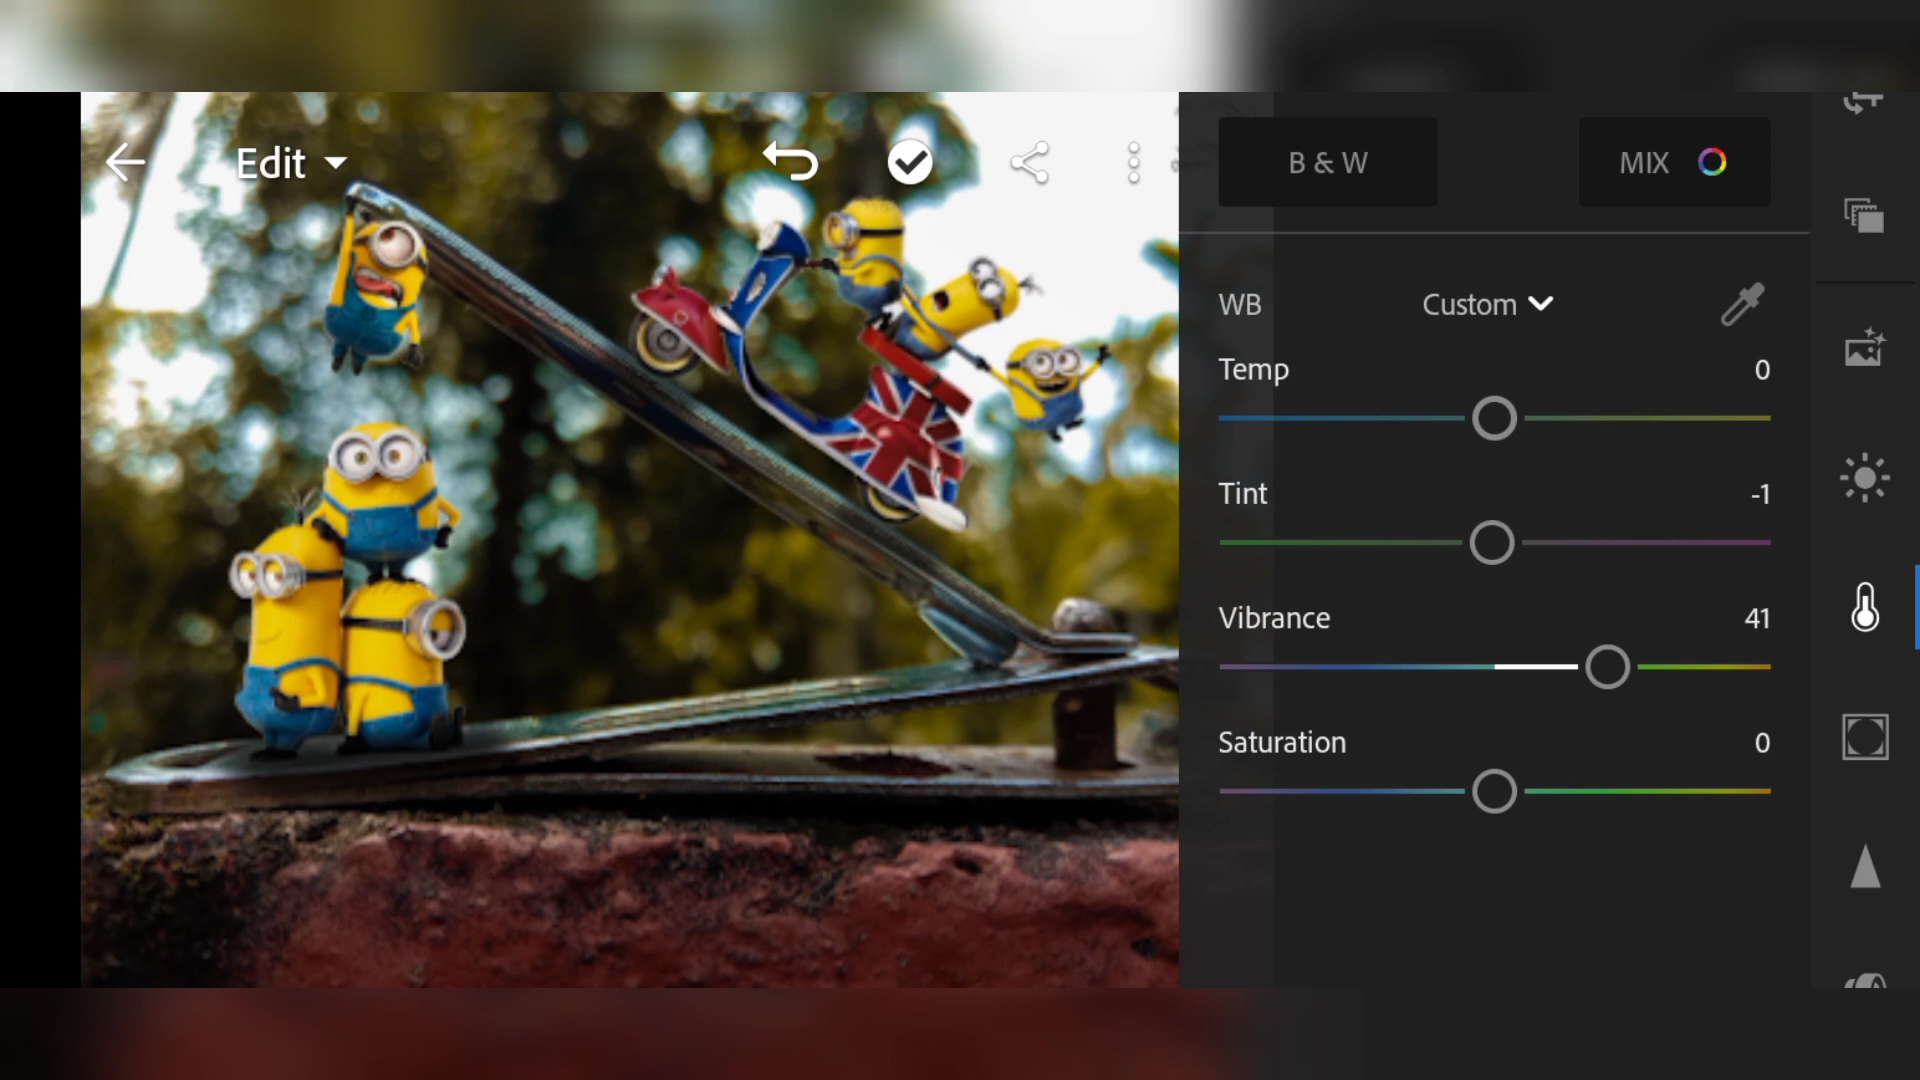 Edit
B & W
MIX
WB
Custom
Temp
0
Tint
-1
Vibrance
41
Saturation
0